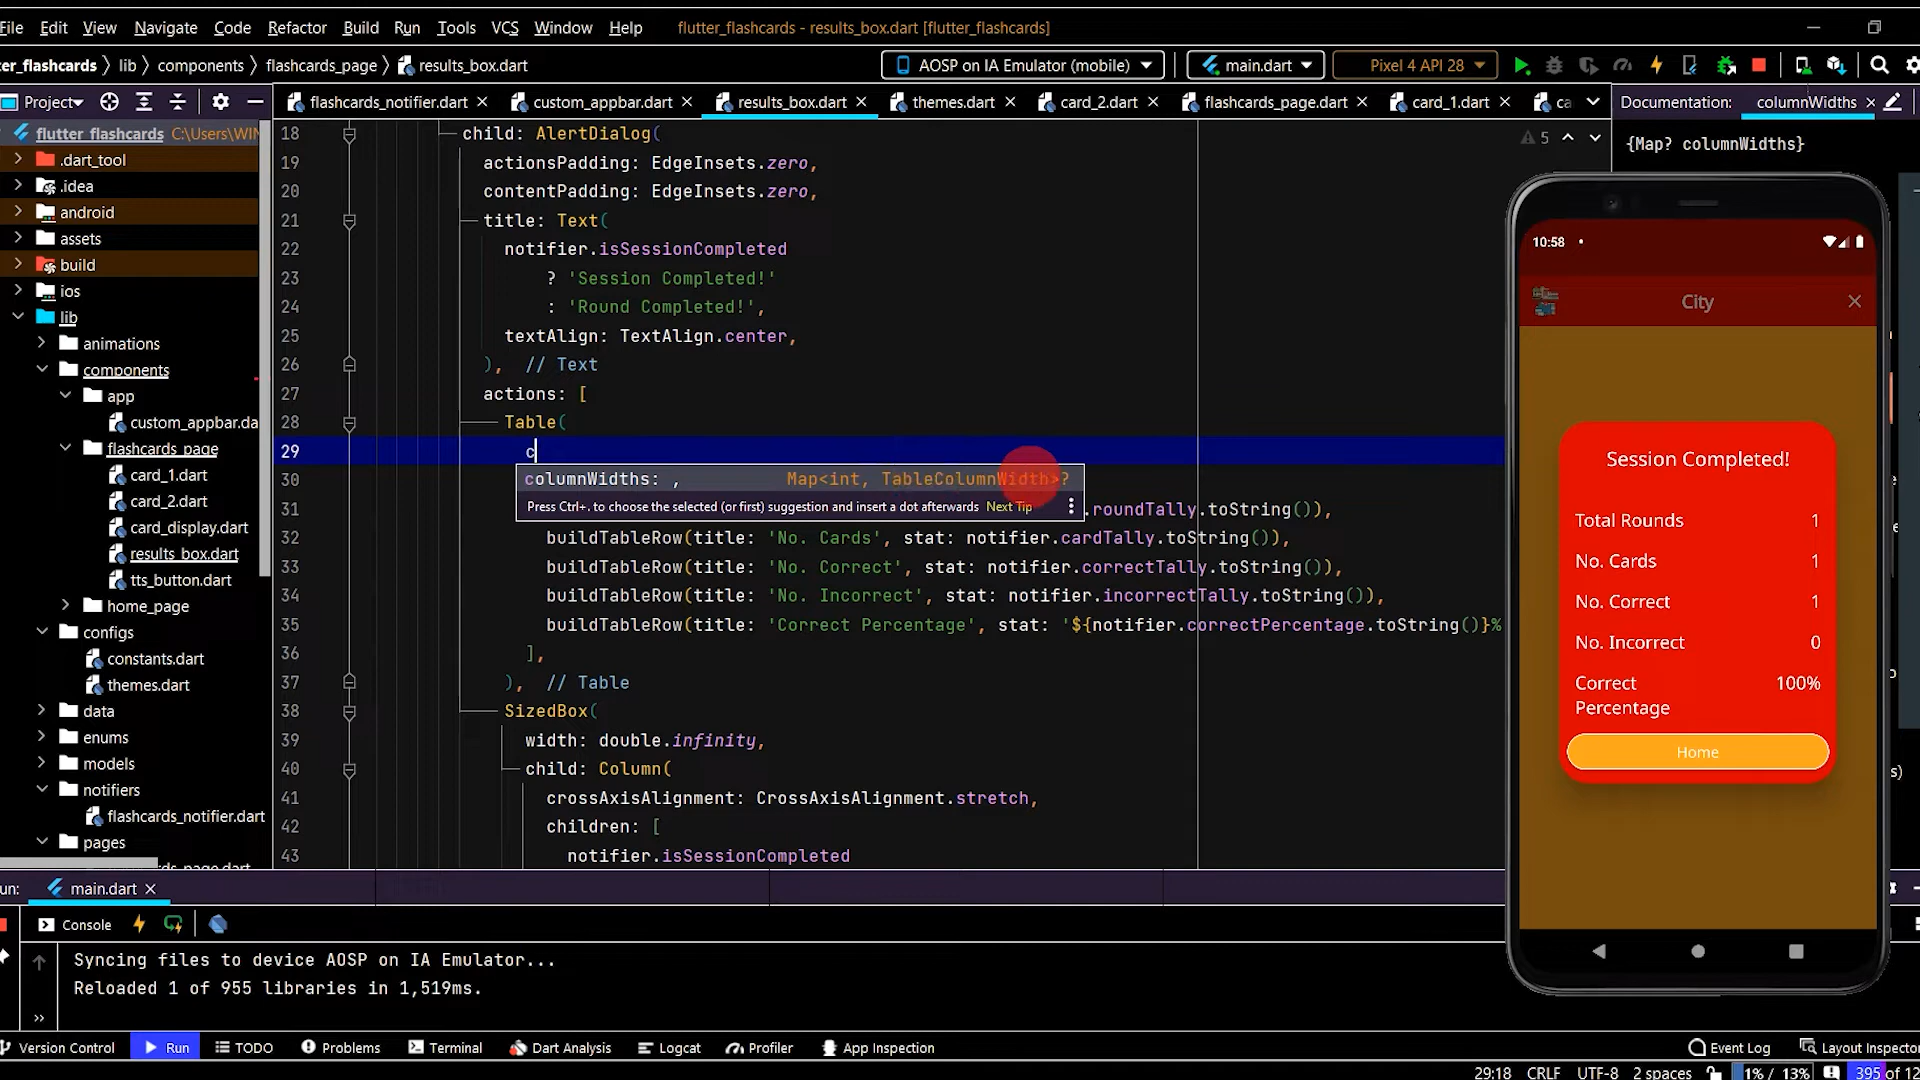 File Edit View Navigate Code Refactor Build Run Tools VCS Window Help flutter_flashcards - results_box.dart [flutter_flashcards]
ter_flashcards lib components flashcards_page results_box.dart AOSP on IA Emulator (mobile) main.dart Pixel 4 API 28
Project flashcards_notifier.dart custom_appbar.dart results_box.dart themes.dart card_2.dart flashcards_page.dart card_1.dart ca Documentation: columnWidths
{Map? columnWidths}
flutter_flashcards C:\Users\WIN
.dart_tool
.idea
android
assets
build
ios
lib
animations
components
app
custom_appbar.da
flashcards_page
card_1.dart
card_2.dart
card_display.dart
results_box.dart
tts_button.dart
home_page
configs
constants.dart
themes.dart
data
enums
models
notifiers
flashcards_notifier.dart
pages
5
18 child: AlertDialog(
19 actionsPadding: EdgeInsets.zero,
20 contentPadding: EdgeInsets.zero,
21 title: Text(
22 notifier.isSessionCompleted
23 ? 'Session Completed!'
24 : 'Round Completed!',
25 textAlign: TextAlign.center,
26 ), // Text
27 actions: [
28 Table(
29 c
columnWidths: , Map<int, TableColumnWidth>?
Press Ctrl+. to choose the selected (or first) suggestion and insert a dot afterwards Next Tip
30
31 .roundTally.toString()),
32 buildTableRow(title: 'No. Cards', stat: notifier.cardTally.toString()),
33 buildTableRow(title: 'No. Correct', stat: notifier.correctTally.toString()),
34 buildTableRow(title: 'No. Incorrect', stat: notifier.incorrectTally.toString()),
35 buildTableRow(title: 'Correct Percentage', stat: '${notifier.correctPercentage.toString()}%
36 ],
37 ), // Table
38 SizedBox(
39 width: double.infinity,
40 child: Column(
41 crossAxisAlignment: CrossAxisAlignment.stretch,
42 children: [
43 notifier.isSessionCompleted
10:58
City
Session Completed!
Total Rounds 1
No. Cards 1
No. Correct 1
No. Incorrect 0
Correct Percentage 100%
Home
un: main.dart
Console
Syncing files to device AOSP on IA Emulator...
Reloaded 1 of 955 libraries in 1,519ms.
Version Control Run TODO Problems Terminal Dart Analysis Logcat Profiler App Inspection Event Log Layout Inspector
29:18 CRLF UTF-8 2 spaces 1% / 13% 395 of 12